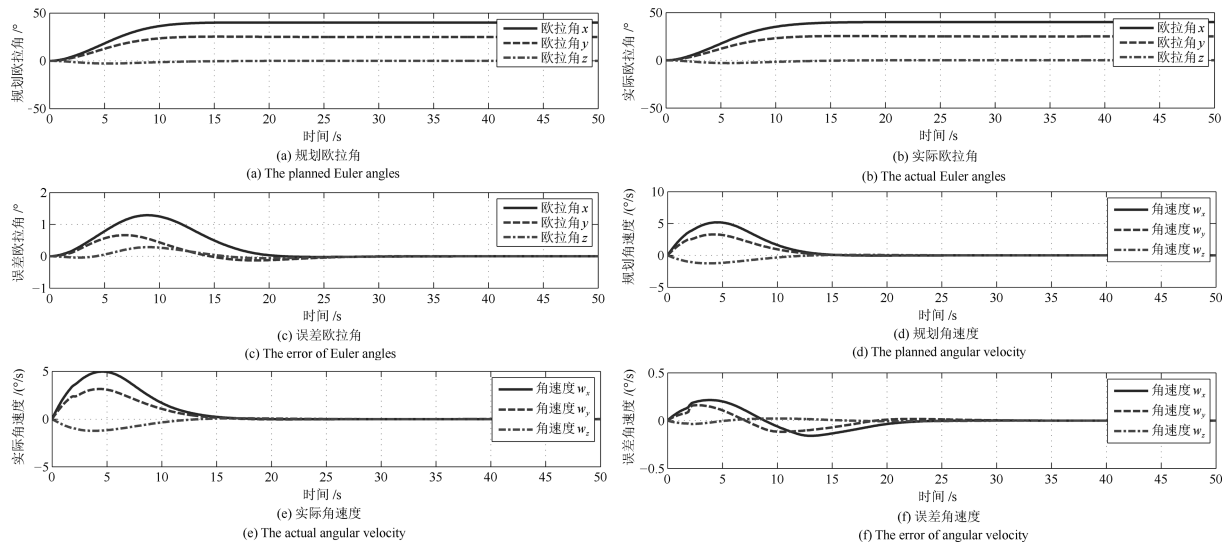 规划欧拉角 /°
50
0
-50
欧拉角x
欧拉角y
欧拉角z
0 5 10 15 20 25 30 35 40 45 50
时间 /s
(a) 规划欧拉角
(a) The planned Euler angles
实际欧拉角 /°
50
0
−50
欧拉角x
欧拉角y
欧拉角z
0 5 10 15 20 25 30 35 40 45 50
时间 /s
(b) 实际欧拉角
(b) The actual Euler angles
误差欧拉角 /°
2
1
0
−1
欧拉角x
欧拉角y
欧拉角z
0 5 10 15 20 25 30 35 40 45 50
时间 /s
(c) 误差欧拉角
(c) The error of Euler angles
规划角速度 /(°/s)
10
5
0
−5
角速度 wx
角速度 wy
角速度 wz
0 5 10 15 20 25 30 35 40 45 50
时间 /s
(d) 规划角速度
(d) The planned angular velocity
实际角速度 /(°/s)
5
0
−5
角速度 wx
角速度 wy
角速度 wz
0 5 10 15 20 25 30 35 40 45 50
时间 /s
(e) 实际角速度
(e) The actual angular velocity
误差角速度 /(°/s)
0.5
0
−0.5
角速度 wx
角速度 wy
角速度 wz
0 5 10 15 20 25 30 35 40 45 50
时间 /s
(f) 误差角速度
(f) The error of angular velocity